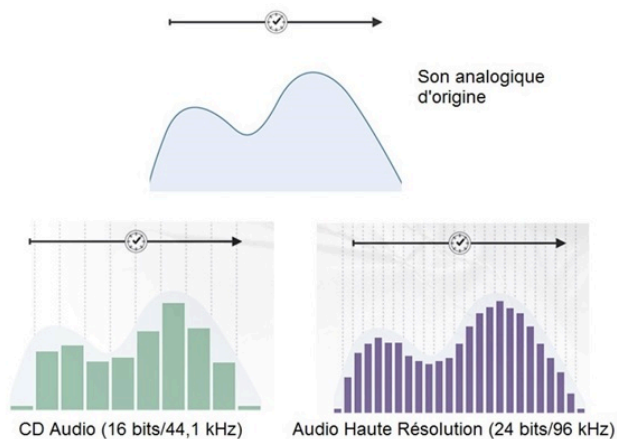 Son analogique
d'origine
CD Audio (16 bits/44,1 kHz)
Audio Haute Résolution (24 bits/96 kHz)